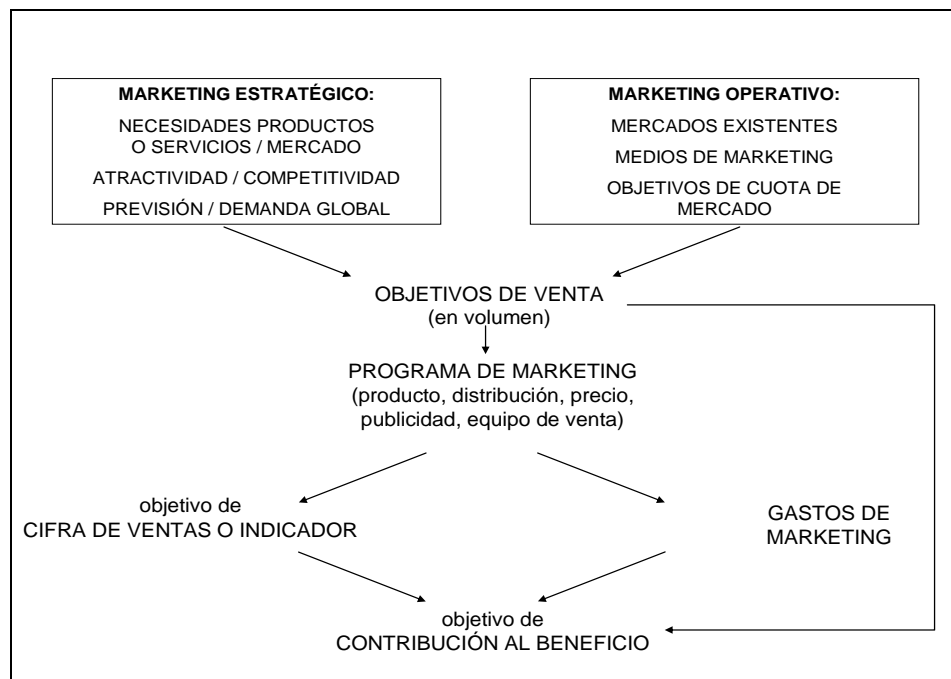 MARKETING ESTRATÉGICO:
NECESIDADES PRODUCTOS
O SERVICIOS / MERCADO
ATRACTIVIDAD / COMPETITIVIDAD
PREVISIÓN / DEMANDA GLOBAL
MARKETING OPERATIVO:
MERCADOS EXISTENTES
MEDIOS DE MARKETING
OBJETIVOS DE CUOTA DE
MERCADO
OBJETIVOS DE VENTA
(en volumen)
PROGRAMA DE MARKETING
(producto, distribución, precio,
publicidad, equipo de venta)
objetivo de
CIFRA DE VENTAS O INDICADOR
GASTOS DE
MARKETING
objetivo de
CONTRIBUCIÓN AL BENEFICIO